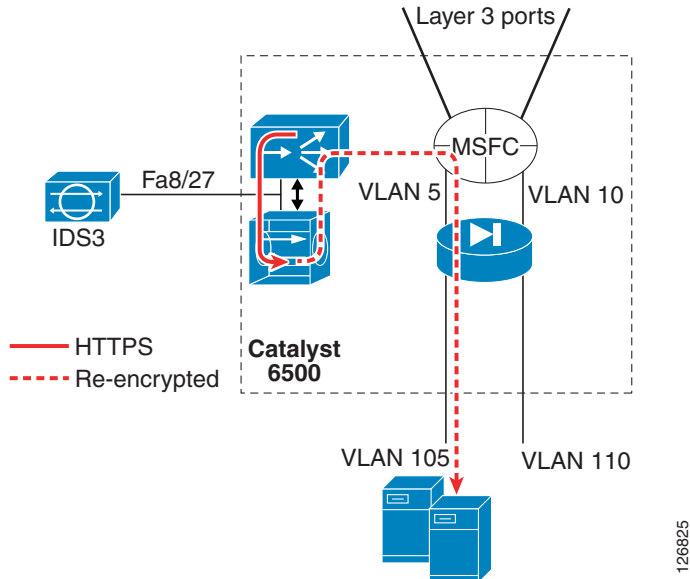 Layer 3 ports
MSFC
Fa8/27
VLAN 5
VLAN 10
IDS3
HTTPS
Re-encrypted
Catalyst
6500
VLAN 105
VLAN 110
126825